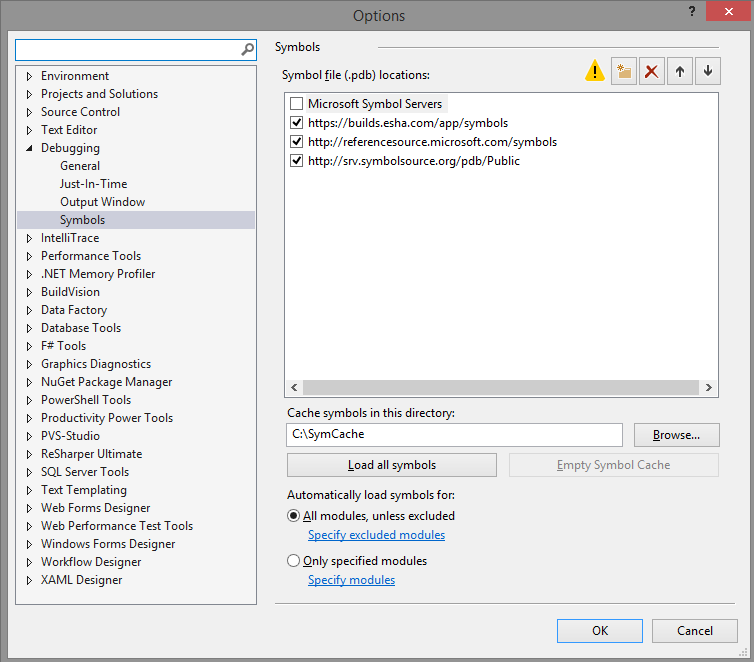 Options
?
Environment
Projects and Solutions
Source Control
Text Editor
Debugging
General
Just-In-Time
Output Window
Symbols
IntelliTrace
Performance Tools
.NET Memory Profiler
BuildVision
Data Factory
Database Tools
F# Tools
Graphics Diagnostics
NuGet Package Manager
PowerShell Tools
Productivity Power Tools
PVS-Studio
ReSharper Ultimate
SQL Server Tools
Text Templating
Web Forms Designer
Web Performance Test Tools
Windows Forms Designer
Workflow Designer
XAML Designer
Symbols
Symbol file (.pdb) locations:
Microsoft Symbol Servers
https://builds.esha.com/app/symbols
http://referencesource.microsoft.com/symbols
http://srv.symbolsource.org/pdb/Public
Cache symbols in this directory:
C:\SymCache
Browse...
Load all symbols
Empty Symbol Cache
Automatically load symbols for:
All modules, unless excluded
Specify excluded modules
Only specified modules
Specify modules
OK
Cancel